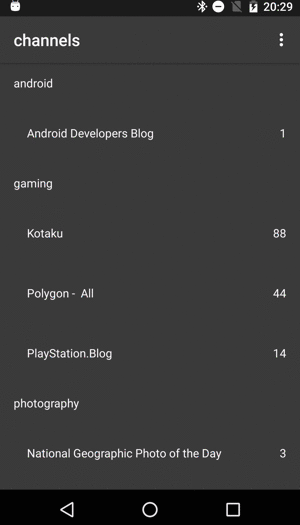 20:29
channels
android
Android Developers Blog 1
gaming
Kotaku 88
Polygon - All 44
PlayStation.Blog 14
photography
National Geographic Photo of the Day 3